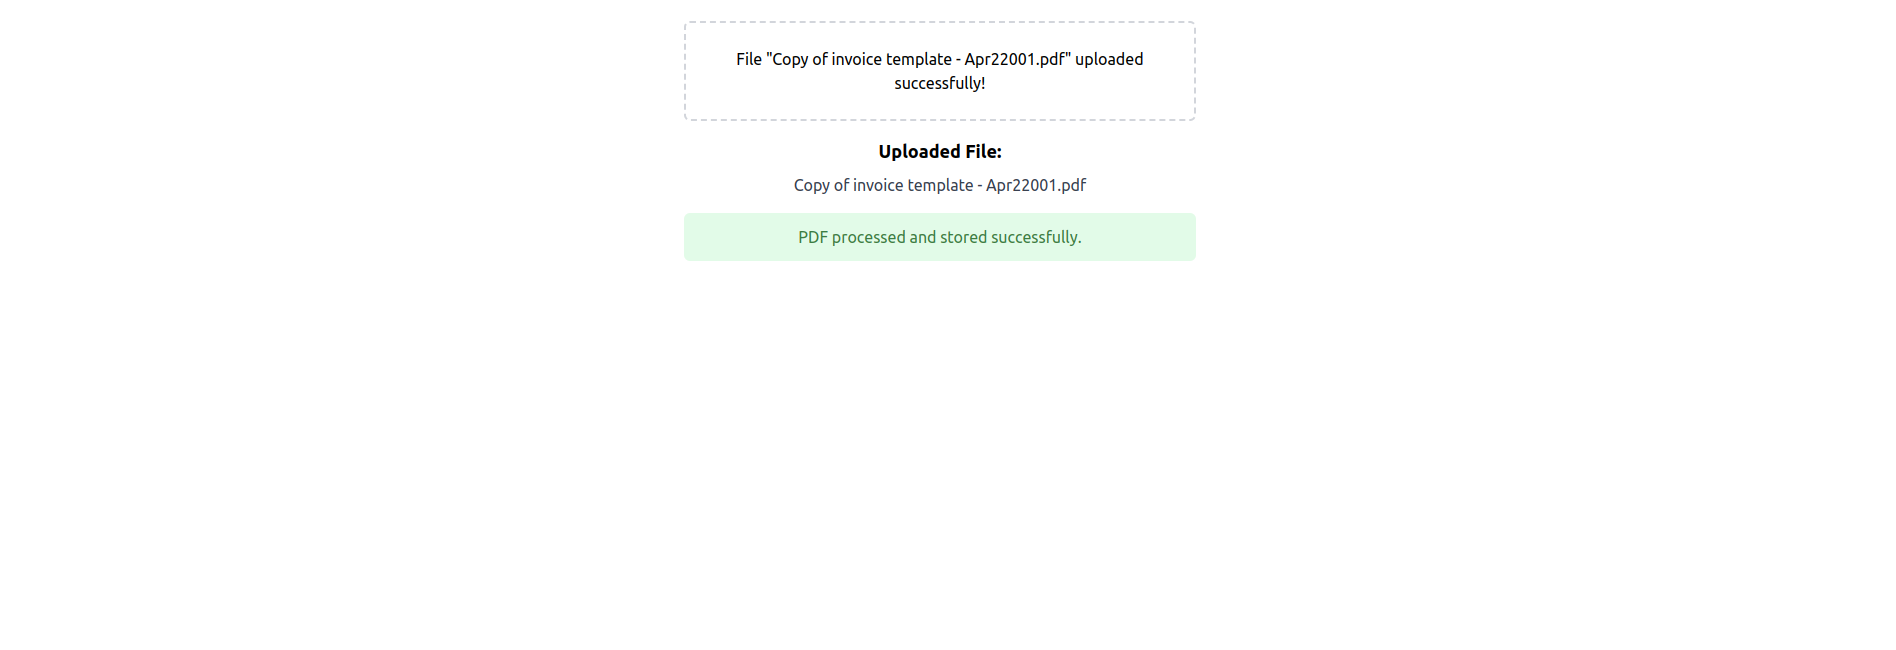 File "Copy of invoice template - Apr22001.pdf" uploaded
successfully!
Uploaded File:
Copy of invoice template - Apr22001.pdf
PDF processed and stored successfully.